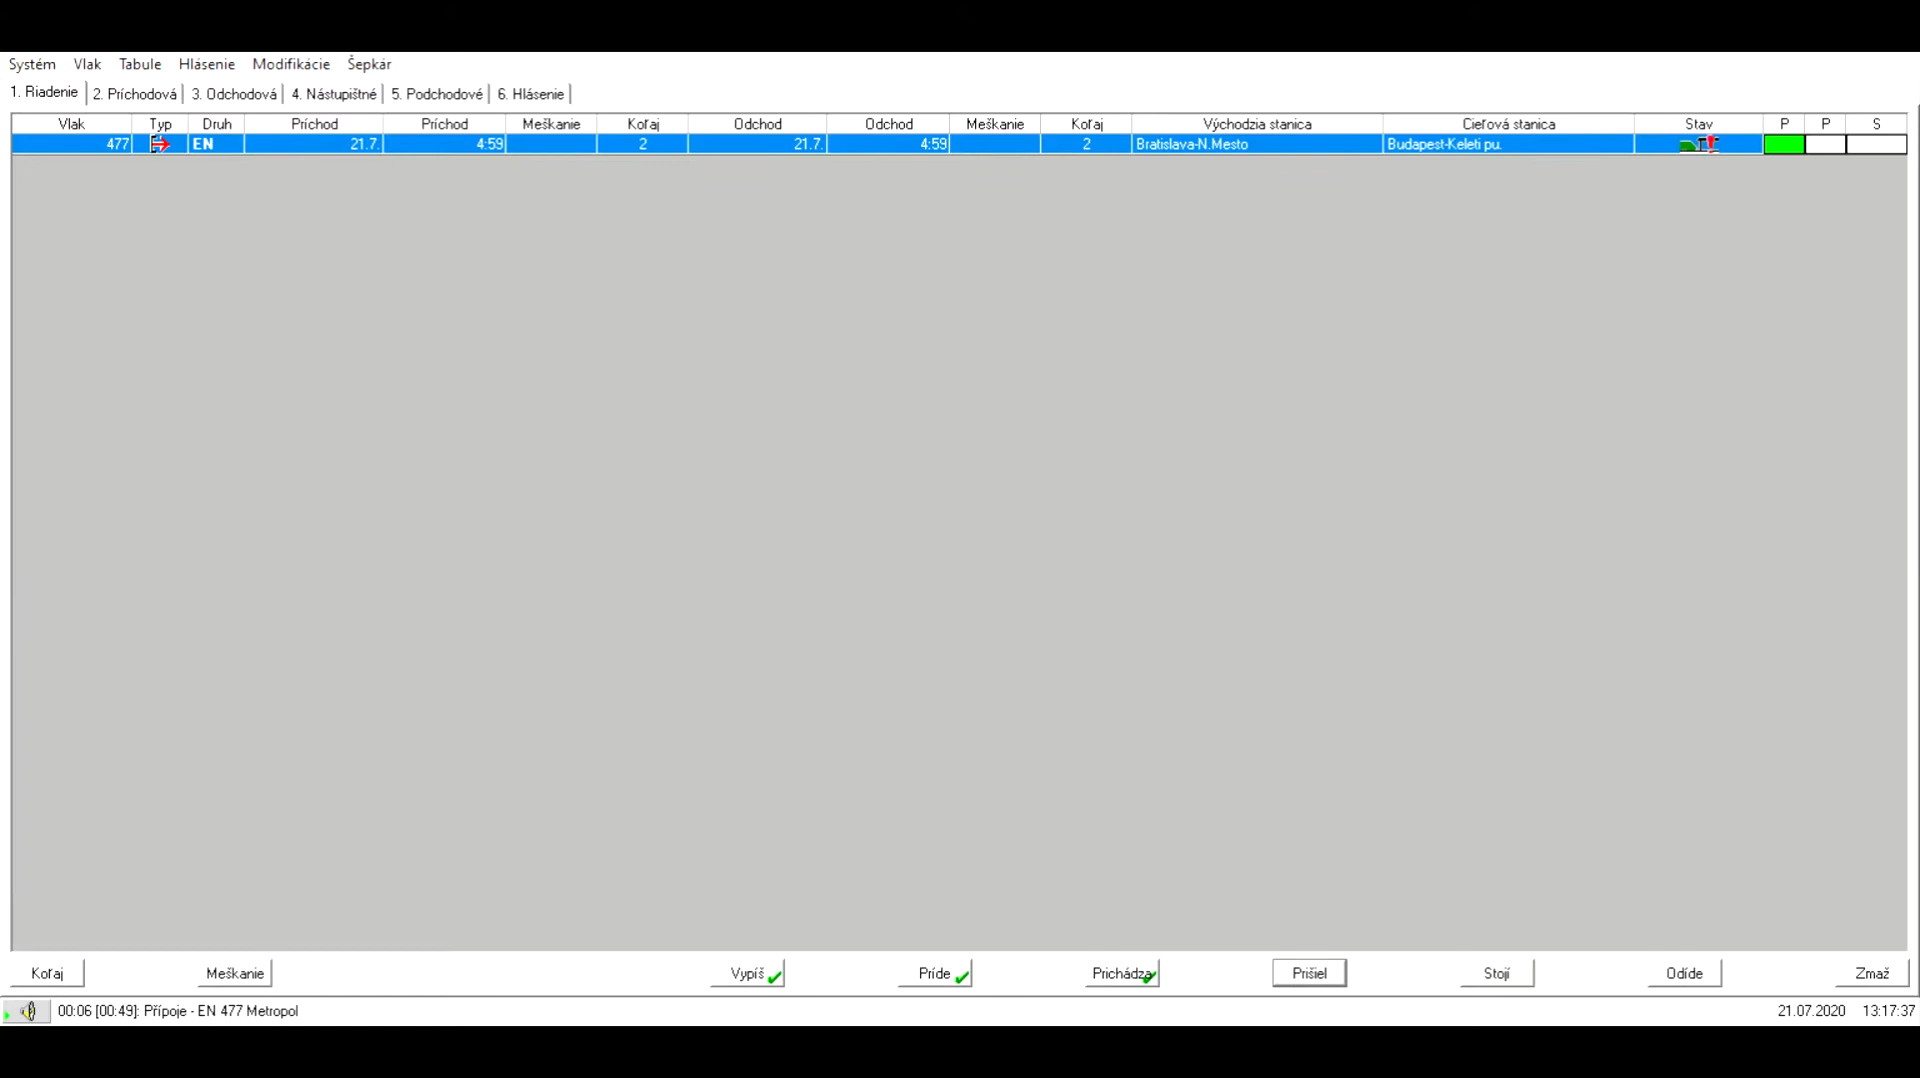 Systém Vlak Tabule Hlásenie Modifikácie Šepkár
1. Riadenie 2. Príchodová 3. Odchodová 4. Nástupištné 5. Podchodové 6. Hlásenie
Vlak Typ Druh Príchod Príchod Meškanie Koľaj Odchod Odchod Meškanie Koľaj Východzia stanica Cieľová stanica Stav P P S
477 EN 21.7. 4:59 2 21.7. 4:59 2 Bratislava-N.Mesto Budapest-Keleti pu.
Koľaj Meškanie Vypíš Príde Prichádza Prišiel Stojí Odíde Zmaž
00:06 [00:49]: Přípoje - EN 477 Metropol 21.07.2020 13:17:37